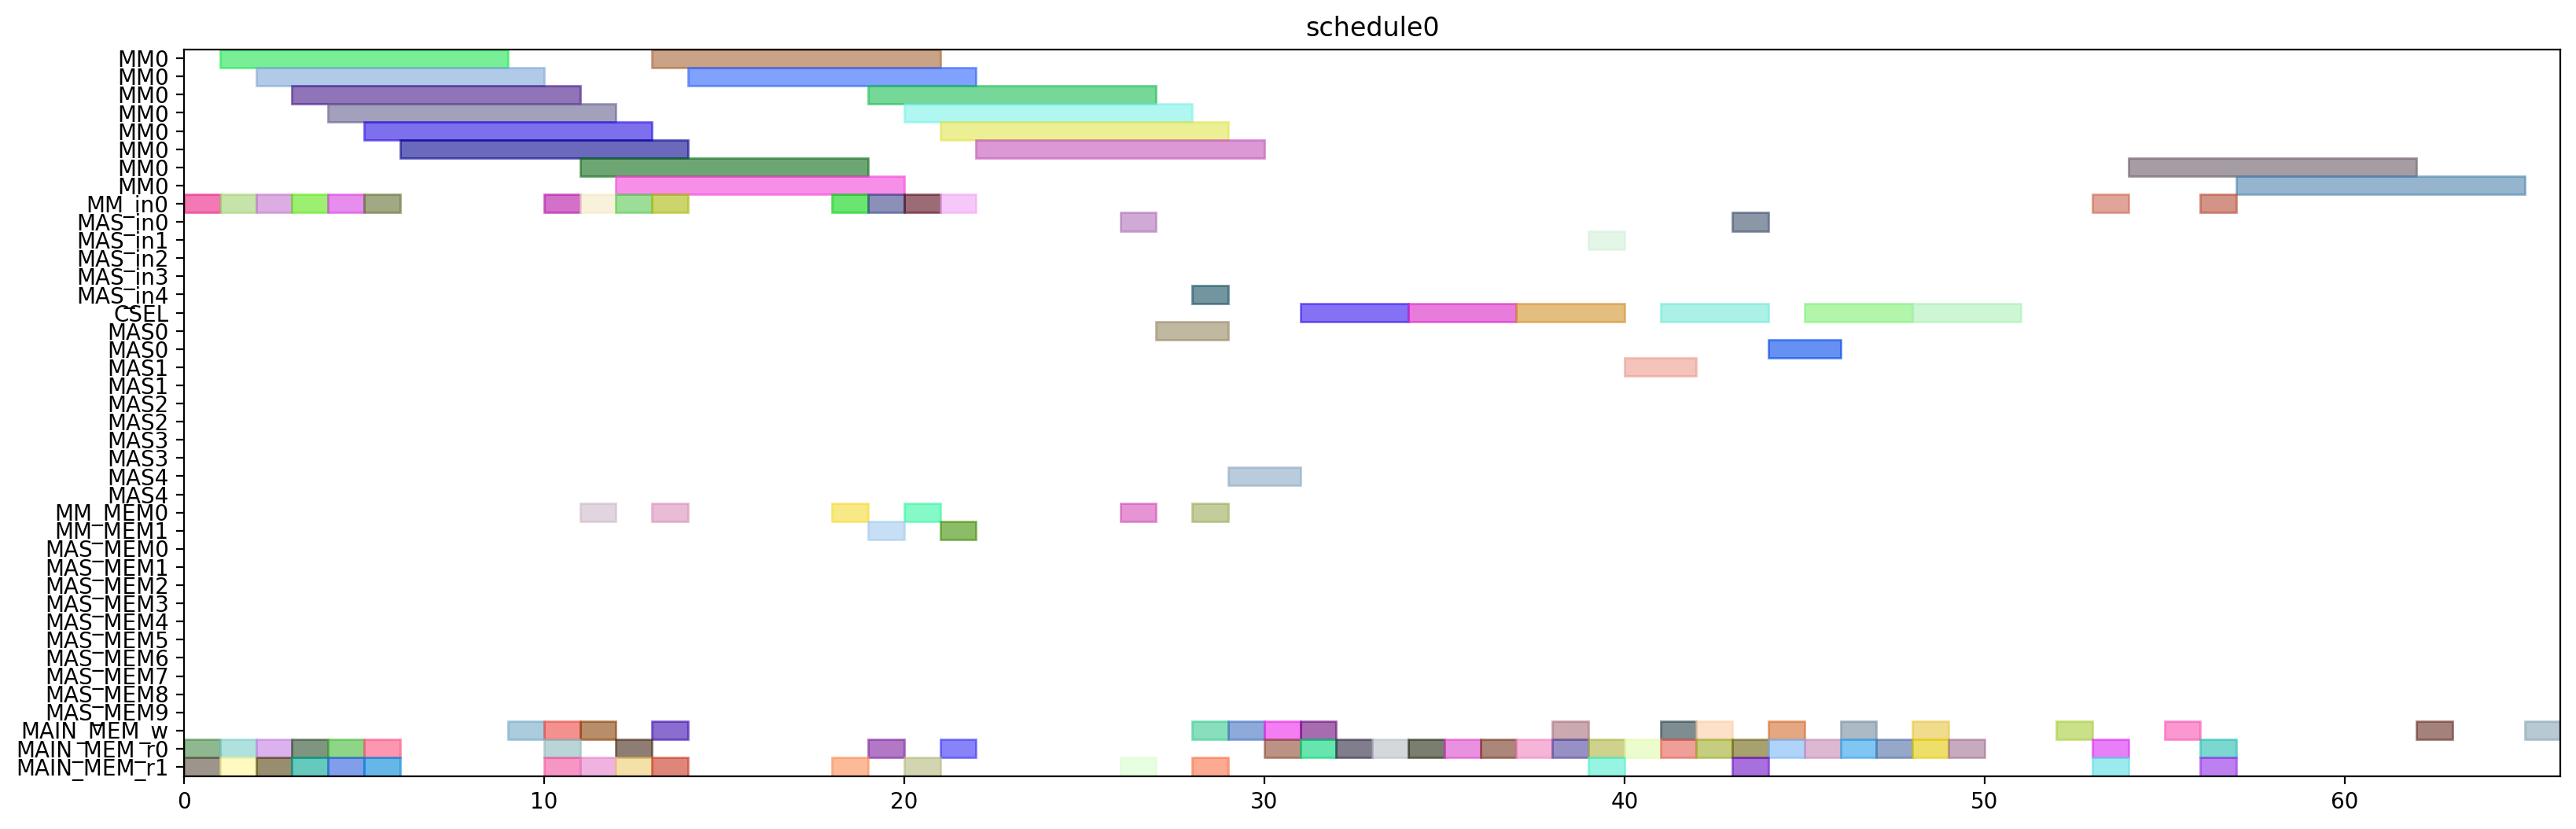 schedule0
MM0
MM0
MM0
MM0
MM0
MM0
MM0
MM0
MM_in0
MAS_in0
MAS_in1
MAS_in2
MAS_in3
MAS_in4
CSEL
MAS0
MAS0
MAS1
MAS1
MAS2
MAS2
MAS3
MAS3
MAS4
MAS4
MM_MEM0
MM_MEM1
MAS_MEM0
MAS_MEM1
MAS_MEM2
MAS_MEM3
MAS_MEM4
MAS_MEM5
MAS_MEM6
MAS_MEM7
MAS_MEM8
MAS_MEM9
MAIN_MEM_w
MAIN_MEM_r0
MAIN_MEM_r1
0 10 20 30 40 50 60